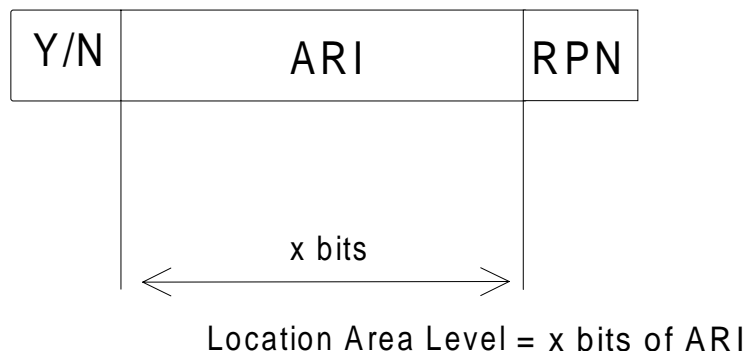 Y/N ARI RPN
x bits
Location Area Level = x bits of ARI